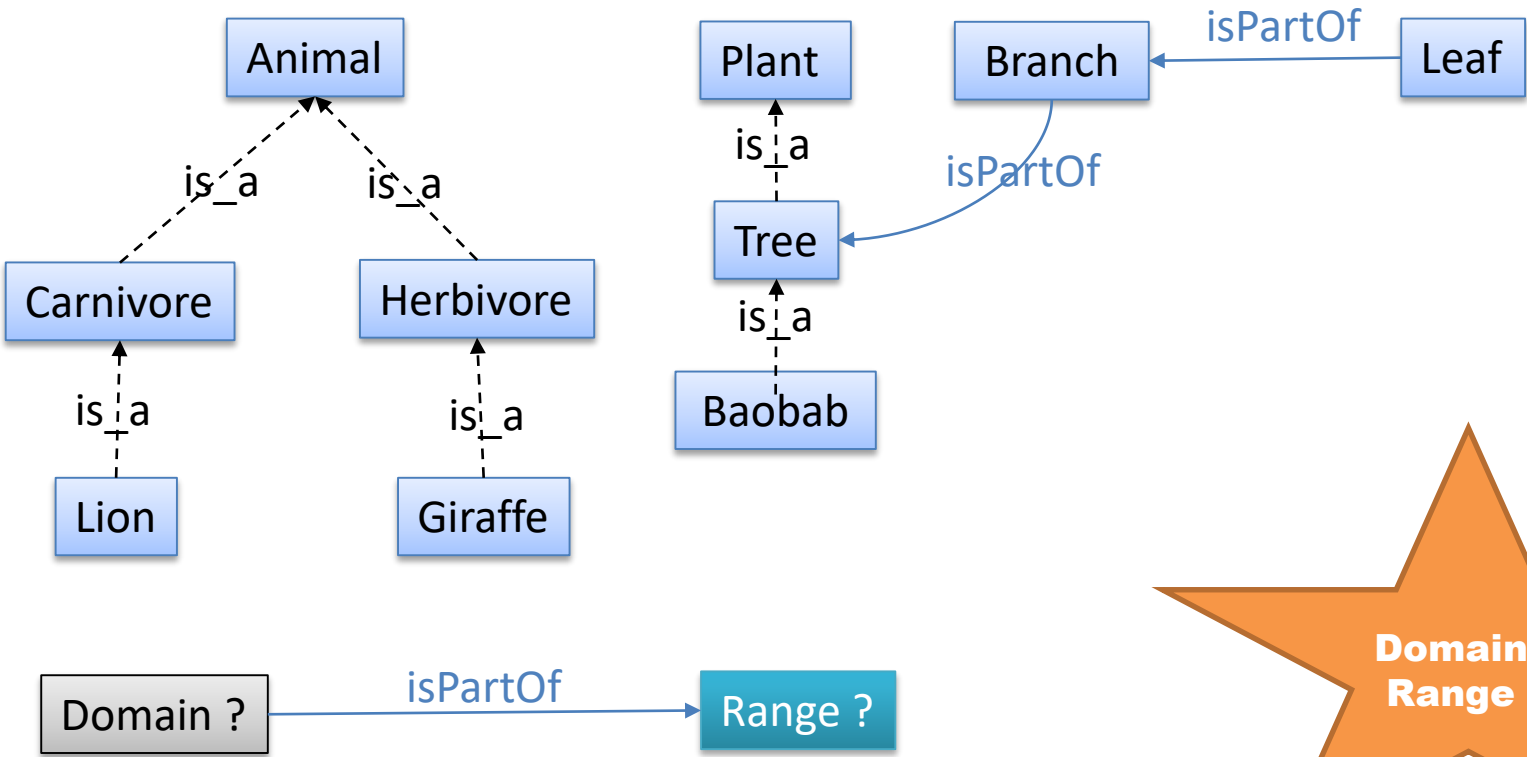 Animal
Plant
Branch
isPartOf
Leaf
is_a
is_a
is_a
isPartOf
Carnivore
Herbivore
Tree
is_a
is_a
is_a
Baobab
Lion
Giraffe
Domain ?
isPartOf
Range ?
Domain
Range